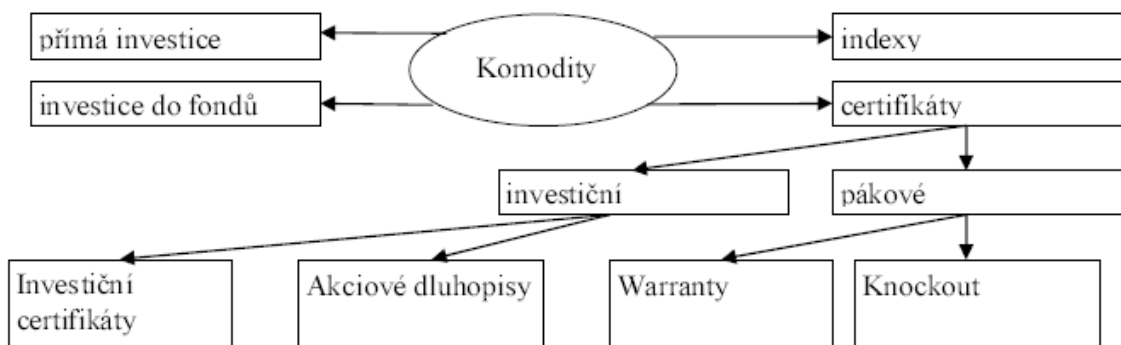 přímá investice
Komodity
indexy
investice do fondů
certifikáty
investiční
pákové
Investiční
certifikáty
Akciové dluhopisy
Warranty
Knockout